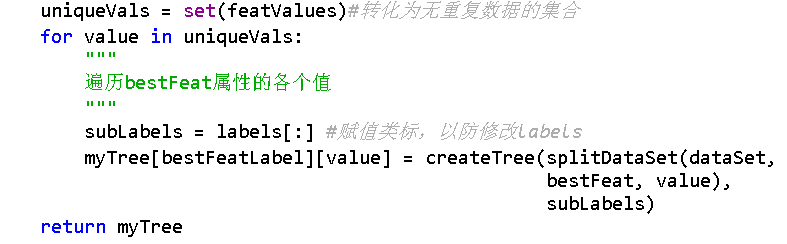 uniqueVals = set(featValues)#转化为无重复数据的集合
for value in uniqueVals:
"""
遍历bestFeat属性的各个值
"""
subLabels = labels[:] #赋值类标，以防修改labels
myTree[bestFeatLabel][value] = createTree(splitDataSet(dataSet,
bestFeat, value),
subLabels)
return myTree